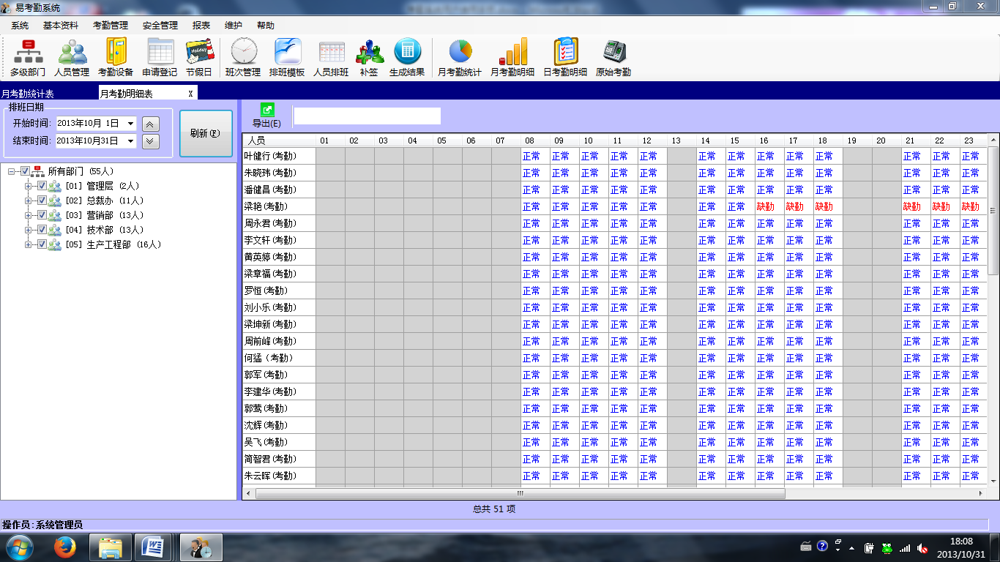 易考勤系统
系统 基本资料 考勤管理 安全管理 报表 维护 帮助
多级部门 人员管理 考勤设备 申请登记 节假日 班次管理 排班模板 人员排班 补签 生成结果 月考勤统计 月考勤明细 日考勤明细 原始考勤
月考勤统计表 月考勤明细表 X
排班日期
开始时间: 2013年10月 1日
结束时间: 2013年10月31日
刷新(F)
导出(E)
所有部门 (55人)
[01] 管理层 (2人)
[02] 总裁办 (11人)
[03] 营销部 (13人)
[04] 技术部 (13人)
[05] 生产工程部 (16人)
人员 01 02 03 04 05 06 07 08 09 10 11 12 13 14 15 16 17 18 19 20 21 22 23
叶健行(考勤) 正常 正常 正常 正常 正常 正常 正常 正常 正常 正常 正常 正常 正常
朱晓玮(考勤) 正常 正常 正常 正常 正常 正常 正常 正常 正常 正常 正常 正常 正常
潘健昌(考勤) 正常 正常 正常 正常 正常 正常 正常 正常 正常 正常 正常 正常 正常
梁艳(考勤) 正常 正常 正常 正常 正常 正常 正常 缺勤 缺勤 缺勤 缺勤 缺勤 缺勤
周永君(考勤) 正常 正常 正常 正常 正常 正常 正常 正常 正常 正常 正常 正常 正常
李文轩(考勤) 正常 正常 正常 正常 正常 正常 正常 正常 正常 正常 正常 正常 正常
黄英婷(考勤) 正常 正常 正常 正常 正常 正常 正常 正常 正常 正常 正常 正常 正常
梁章福(考勤) 正常 正常 正常 正常 正常 正常 正常 正常 正常 正常 正常 正常 正常
罗恒(考勤) 正常 正常 正常 正常 正常 正常 正常 正常 正常 正常 正常 正常 正常
刘小乐(考勤) 正常 正常 正常 正常 正常 正常 正常 正常 正常 正常 正常 正常 正常
梁坤新(考勤) 正常 正常 正常 正常 正常 正常 正常 正常 正常 正常 正常 正常 正常
周前峰(考勤) 正常 正常 正常 正常 正常 正常 正常 正常 正常 正常 正常 正常 正常
何猛（考勤） 正常 正常 正常 正常 正常 正常 正常 正常 正常 正常 正常 正常 正常
郭军(考勤) 正常 正常 正常 正常 正常 正常 正常 正常 正常 正常 正常 正常 正常
李建华(考勤) 正常 正常 正常 正常 正常 正常 正常 正常 正常 正常 正常 正常 正常
郭莺(考勤) 正常 正常 正常 正常 正常 正常 正常 正常 正常 正常 正常 正常 正常
沈辉(考勤) 正常 正常 正常 正常 正常 正常 正常 正常 正常 正常 正常 正常 正常
吴飞(考勤) 正常 正常 正常 正常 正常 正常 正常 正常 正常 正常 正常 正常 正常
简智君(考勤) 正常 正常 正常 正常 正常 正常 正常 正常 正常 正常 正常 正常 正常
朱云晖(考勤) 正常 正常 正常 正常 正常 正常 正常 正常 正常 正常 正常 正常 正常
总共 51 项
操作员:系统管理员
18:08
2013/10/31